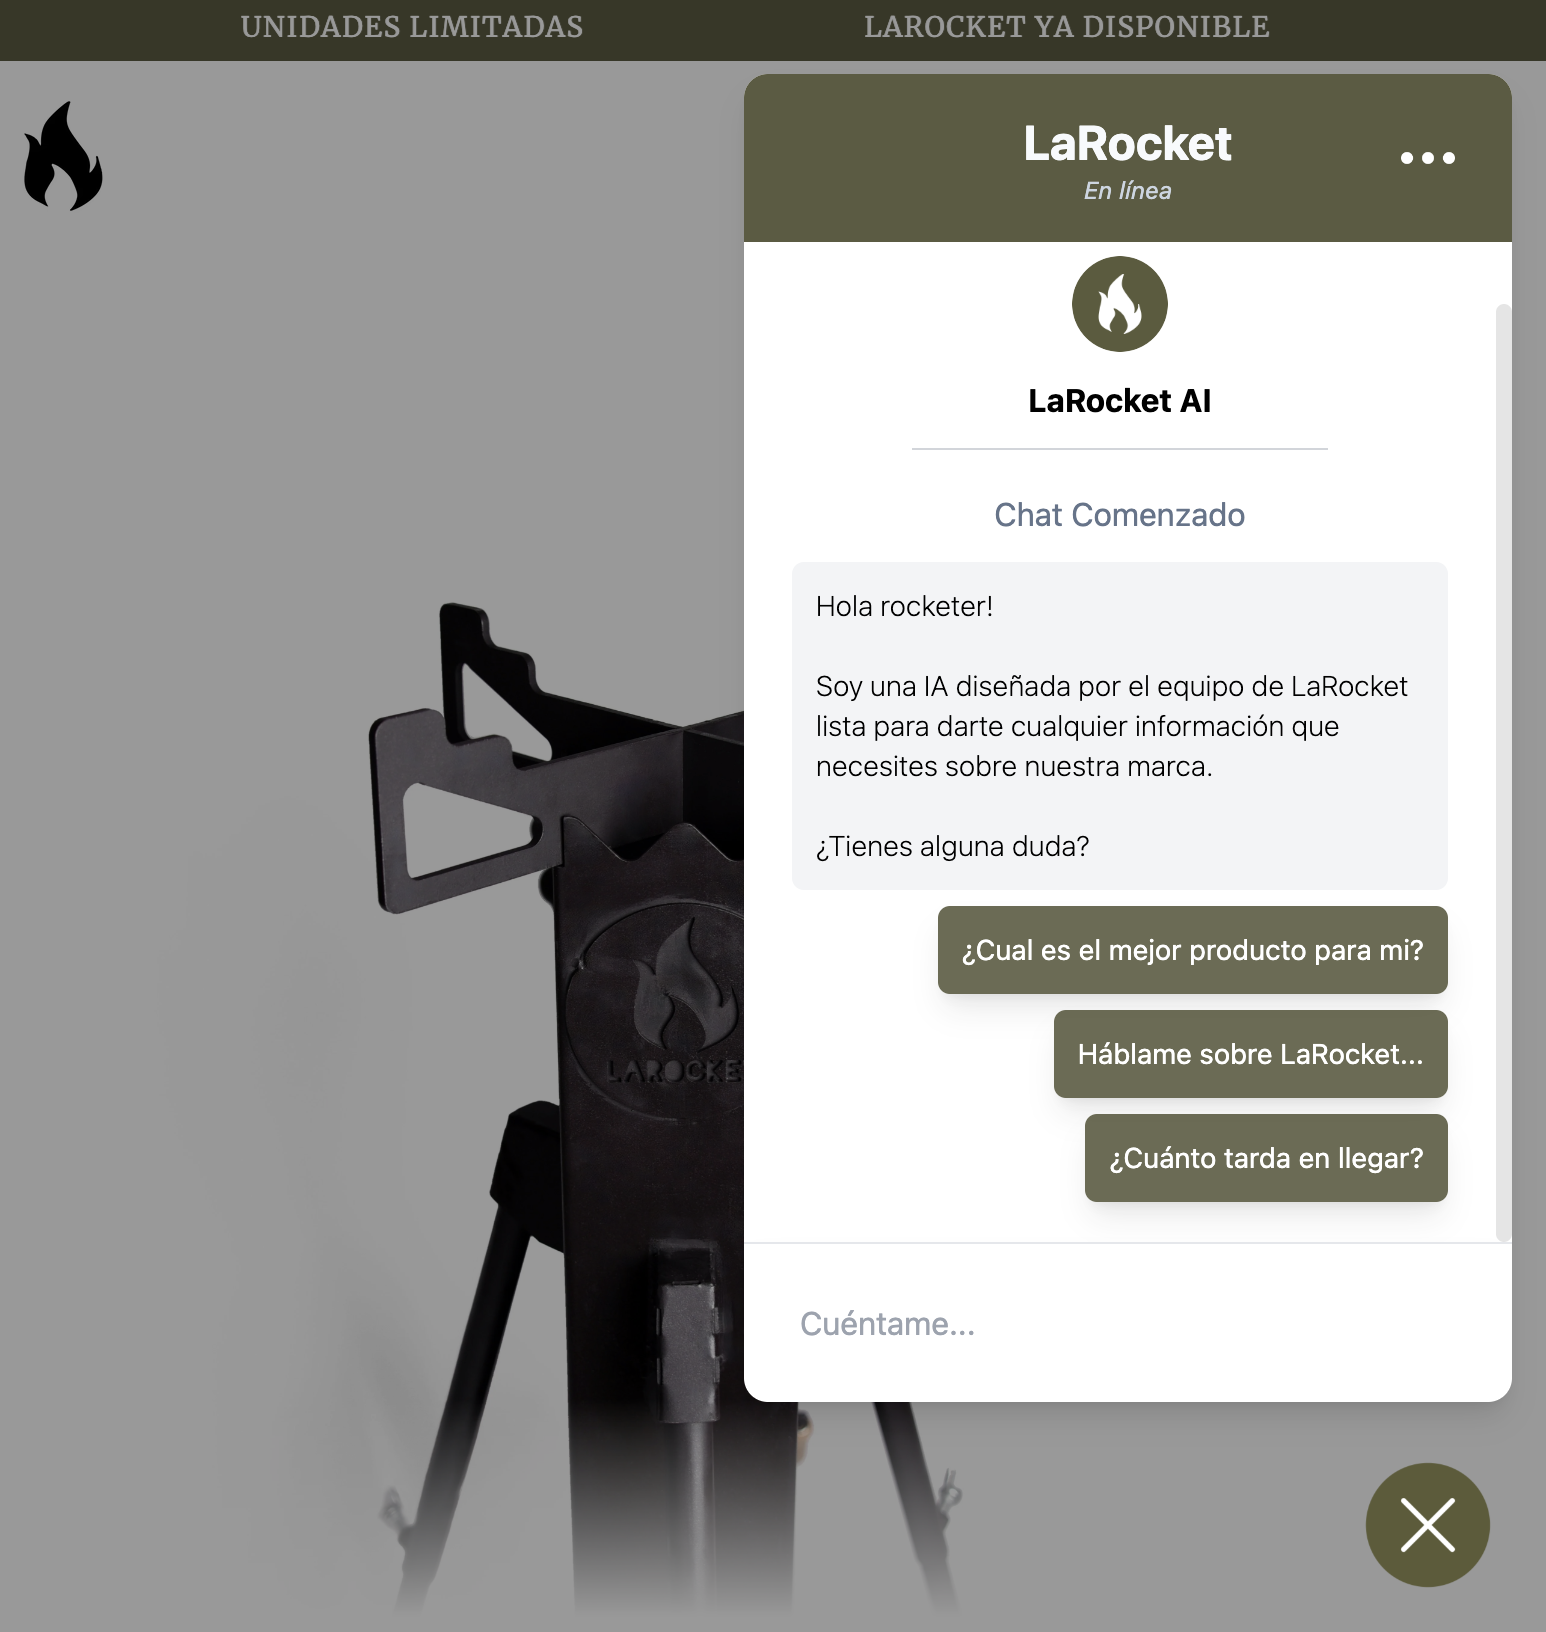 UNIDADES LIMITADAS
LAROCKET YA DISPONIBLE
LaRocket
En línea
LaRocket AI
Chat Comenzado
Hola rocketer!
Soy una IA diseñada por el equipo de LaRocket
lista para darte cualquier información que
necesites sobre nuestra marca.
¿Tienes alguna duda?
¿Cual es el mejor producto para mi?
Háblame sobre LaRocket...
¿Cuánto tarda en llegar?
Cuéntame...
LAROCKE